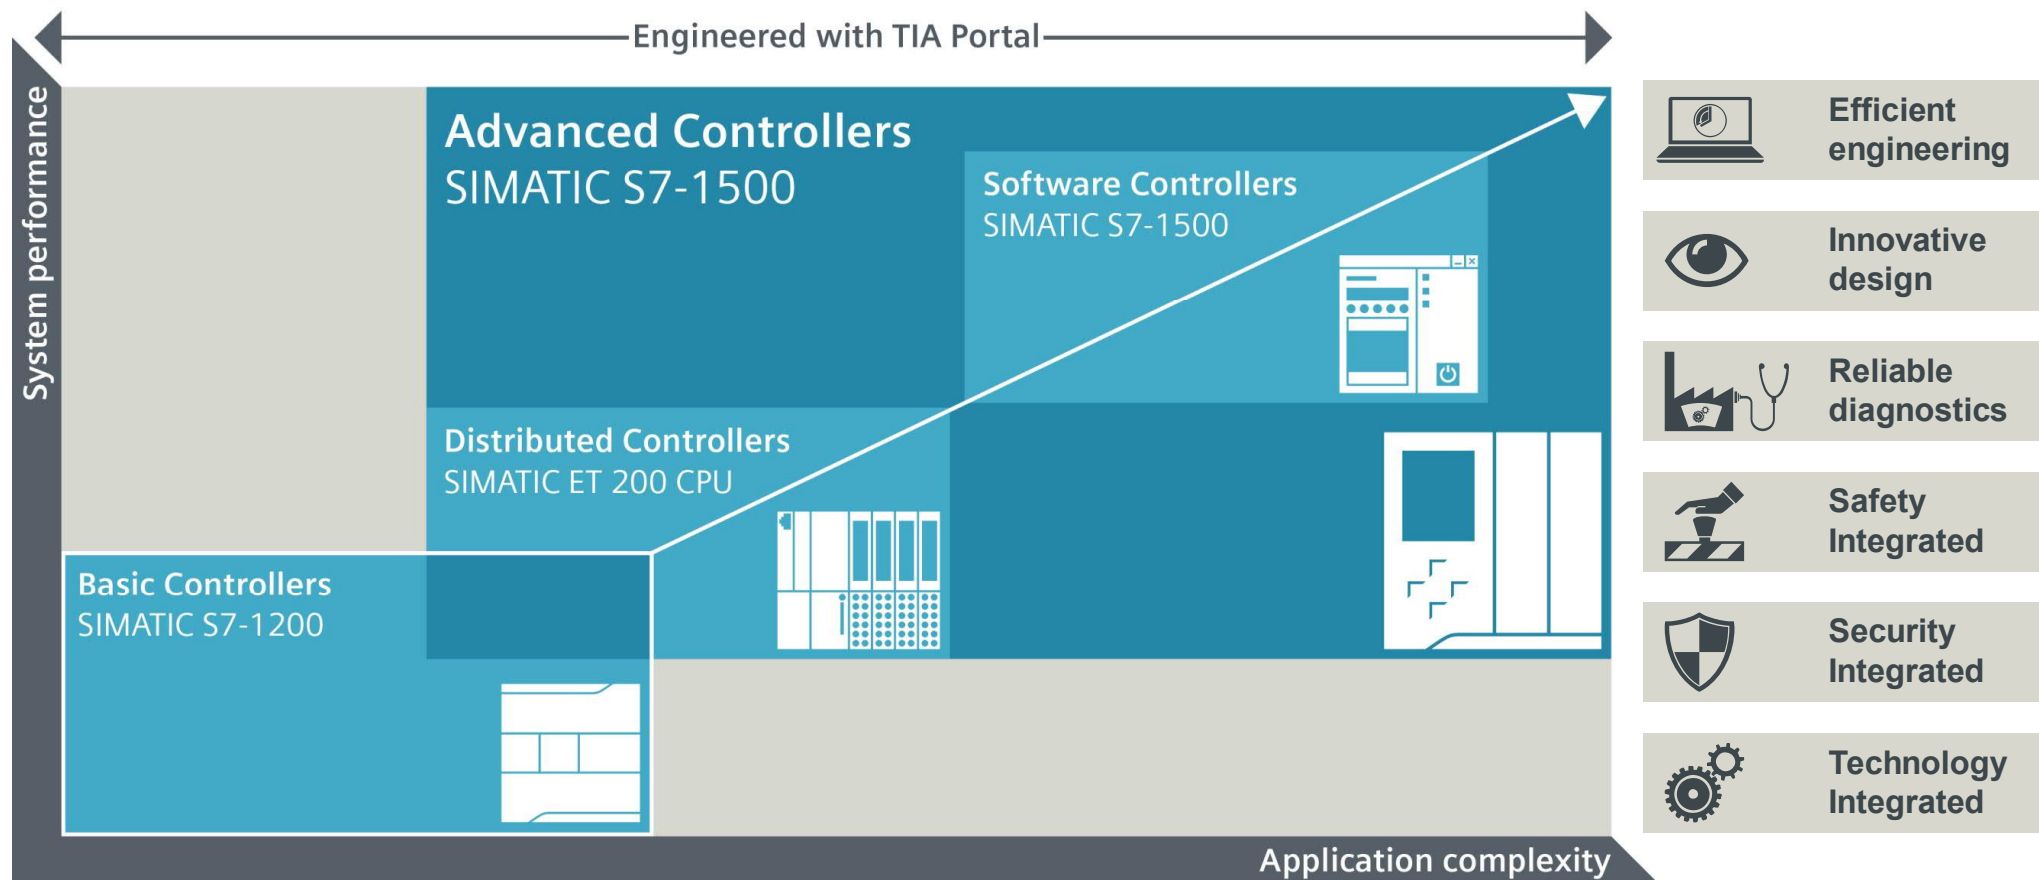 Engineered with TIA Portal
System performance
Advanced Controllers
SIMATIC S7-1500
Software Controllers
SIMATIC S7-1500
Distributed Controllers
SIMATIC ET 200 CPU
Basic Controllers
SIMATIC S7-1200
Application complexity
Efficient
engineering
Innovative
design
Reliable
diagnostics
Safety
Integrated
Security
Integrated
Technology
Integrated